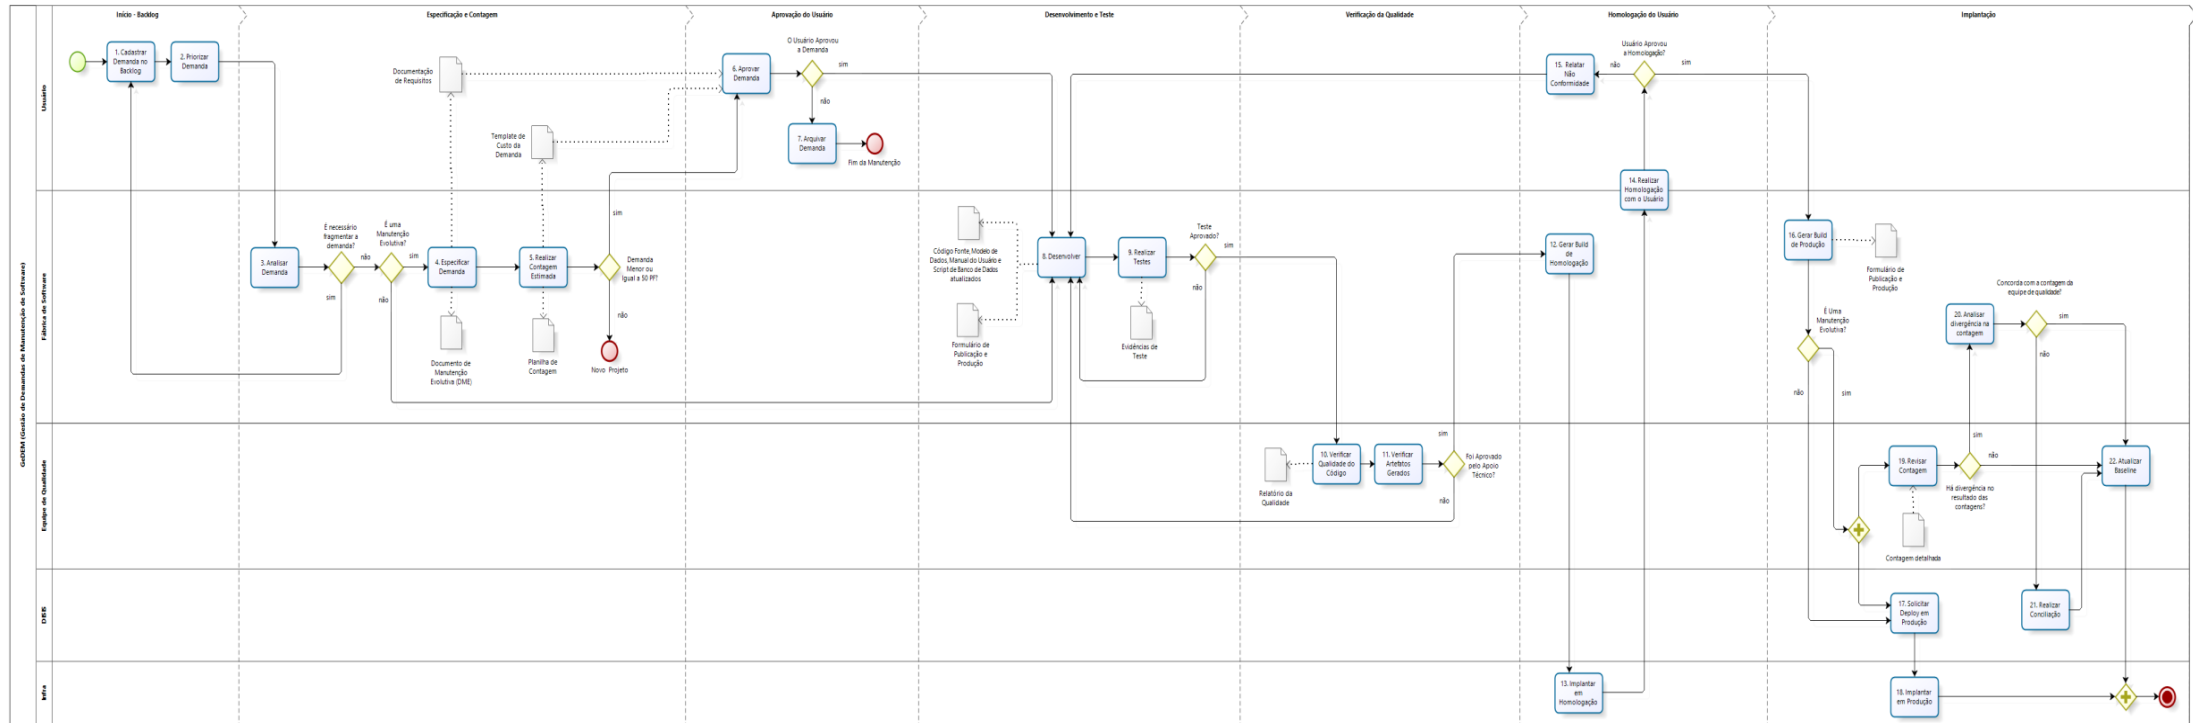 Início - Backlog
Especificação e Contagem
Aprovação do Usuário
Desenvolvimento e Teste
Verificação da Qualidade
Homologação do Usuário
Implantação
GeDEM (Gestão de Demandas de Manutenção de Software)
Usuário
1. Cadastrar
Demanda no
Backlog
2. Priorizar
Demanda
Documentação
de Requisitos
Template de
Custo da
Demanda
6. Aprovar
Demanda
O Usuário Aprovou
a Demanda
sim
não
7. Arquivar
Demanda
Fim da Manutenção
15. Relatar
Não
Conformidade
não
Usuário Aprovou
a Homologação?
sim
14. Realizar
Homologação
com o Usuário
Fábrica de Software
3. Analisar
Demanda
É necessário
fragmentar a
demanda?
não
sim
É uma
Manutenção
Evolutiva?
sim
não
4. Especificar
Demanda
Documento de
Manutenção
Evolutiva (DME)
5. Realizar
Contagem
Estimada
Planilha de
Contagem
sim
Demanda
Menor ou
Igual a 50 PF?
não
Novo Projeto
Código Fonte, Modelo de
Dados, Manual do Usuário e
Script de Banco de Dados
atualizados
Formulário de
Publicação e
Produção
8. Desenvolver
9. Realizar
Testes
Evidências de
Teste
Teste
Aprovado?
sim
não
12. Gerar Build
de
Homologação
16. Gerar Build
de Produção
Formulário de
Publicação e
Produção
É Uma
Manutenção
Evolutiva?
não
sim
20. Analisar
divergência na
contagem
Concorda com a contagem da
equipe de qualidade?
sim
não
Equipe de Qualidade
Relatório da
Qualidade
10. Verificar
Qualidade do
Código
11. Verificar
Artefatos
Gerados
sim
Foi Aprovado
pelo Apoio
Técnico?
não
19. Revisar
Contagem
Contagem detalhada
sim
não
Há divergência no
resultado das
contagens?
22. Atualizar
Baseline
17. Solicitar
Deploy em
Produção
21. Realizar
Conciliação
Infra
13. Implantar
em
Homologação
18. Implantar
em Produção